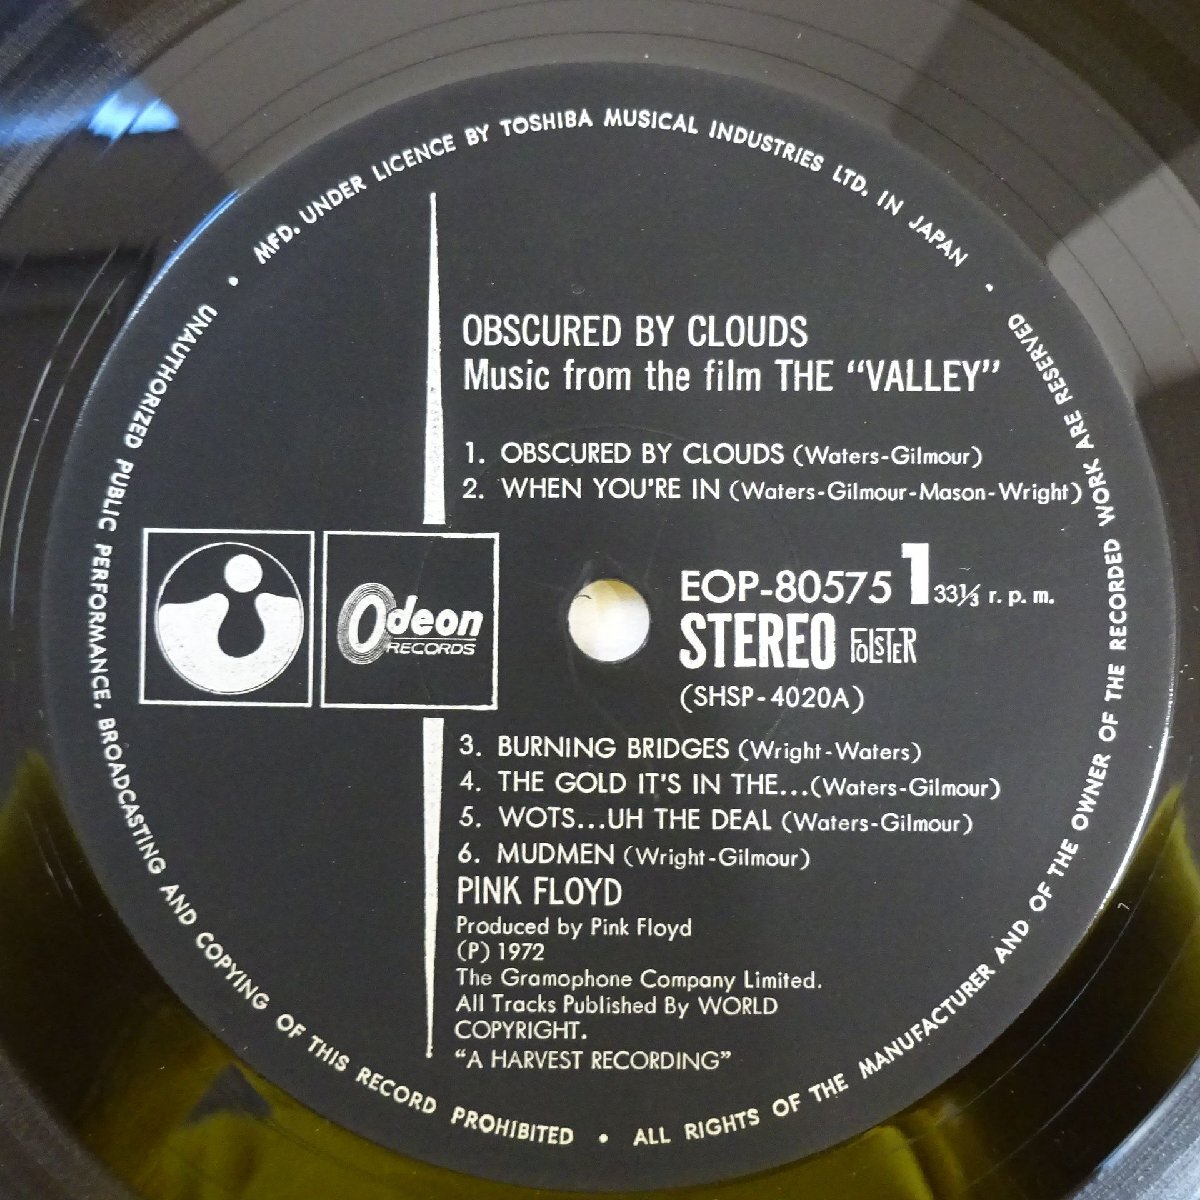 MFD. UNDER LICENCE BY TOSHIBA MUSICAL INDUSTRIES LTD. IN JAPAN •
OBSCURED BY CLOUDS
Music from the film THE “VALLEY”
1. OBSCURED BY CLOUDS (Waters-Gilmour)
2. WHEN YOU'RE IN (Waters-Gilmour-Mason-Wright)
Odeon
RECORDS
EOP-80575 1 33⅓ r. p. m.
STEREO FOLSTER
(SHSP-4020A)
3. BURNING BRIDGES (Wright-Waters)
4. THE GOLD IT'S IN THE...(Waters-Gilmour)
5. WOTS...UH THE DEAL (Waters-Gilmour)
6. MUDMEN (Wright-Gilmour)
PINK FLOYD
Produced by Pink Floyd
(P) 1972
The Gramophone Company Limited.
All Tracks Published By WORLD
COPYRIGHT.
“A HARVEST RECORDING”
ALL RIGHTS OF THE MANUFACTURER AND OF THE OWNER OF THE RECORDED WORK ARE RESERVED •
UNAUTHORIZED PUBLIC PERFORMANCE. BROADCASTING AND COPYING OF THIS RECORD PROHIBITED •